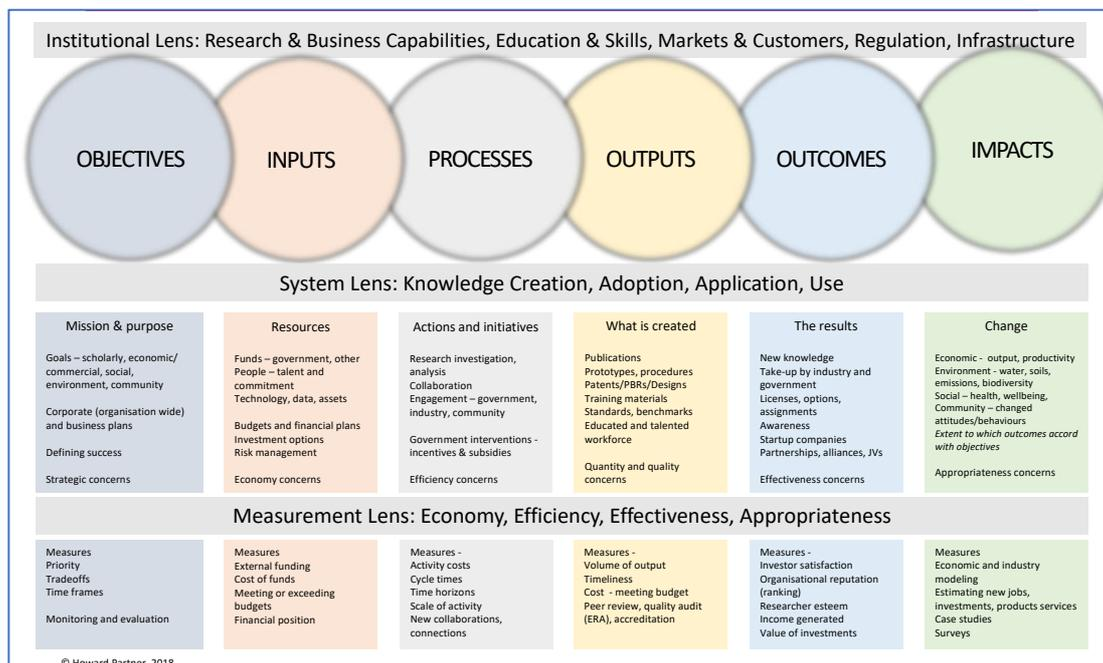 Institutional Lens: Research & Business Capabilities, Education & Skills, Markets & Customers, Regulation, Infrastructure
OBJECTIVES
INPUTS
PROCESSES
OUTPUTS
OUTCOMES
IMPACTS
System Lens: Knowledge Creation, Adoption, Application, Use
Mission & purpose
Goals – scholarly, economic/
commercial, social,
environment, community
Corporate (organisation wide)
and business plans
Defining success
Strategic concerns
Resources
Funds – government, other
People – talent and
commitment
Technology, data, assets
Budgets and financial plans
Investment options
Risk management
Economy concerns
Actions and initiatives
Research investigation,
analysis
Collaboration
Engagement – government,
industry, community
Government interventions -
incentives & subsidies
Efficiency concerns
What is created
Publications
Prototypes, procedures
Patents/PBRs/Designs
Training materials
Standards, benchmarks
Educated and talented
workforce
Quantity and quality
concerns
The results
New knowledge
Take-up by industry and
government
Licenses, options,
assignments
Awareness
Startup companies
Partnerships, alliances, JVs
Effectiveness concerns
Change
Economic - output, productivity
Environment - water, soils,
emissions, biodiversity
Social – health, wellbeing,
Community – changed
attitudes/behaviours
Extent to which outcomes accord
with objectives
Appropriateness concerns
Measurement Lens: Economy, Efficiency, Effectiveness, Appropriateness
Measures
Priority
Tradeoffs
Time frames
Monitoring and evaluation
Measures
External funding
Cost of funds
Meeting or exceeding
budgets
Financial position
Measures -
Activity costs
Cycle times
Time horizons
Scale of activity
New collaborations,
connections
Measures -
Volume of output
Timeliness
Cost - meeting budget
Peer review, quality audit
(ERA), accreditation
Measures -
Investor satisfaction
Organisational reputation
(ranking)
Researcher esteem
Income generated
Value of investments
Measures
Economic and industry
modeling
Estimating new jobs,
investments, products services
Case studies
Surveys
© Howard Partner, 2018